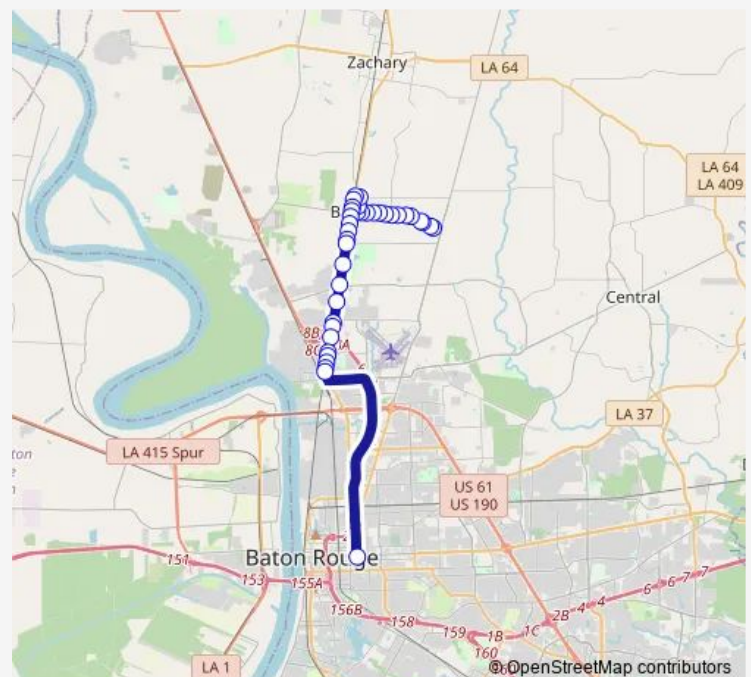 Zachary
LA 64
LA 64
LA 409
B
Central
8B
6
LA 37
LA 415 Spur
US 61
US 190
Baton Rouge
151
153
155A
156B
158
159
160
1B
1C
2B
4
4
6
6
7
7
LA 1
© OpenStreetMap contributors